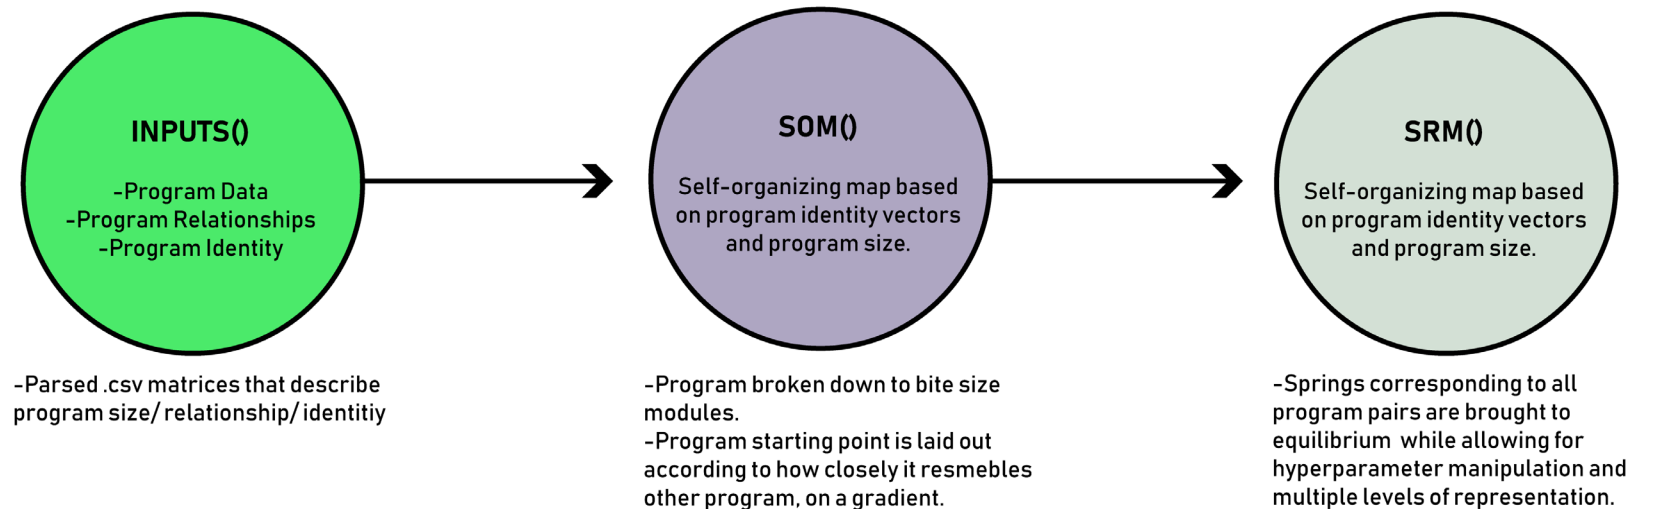 INPUTS()
-Program Data
-Program Relationships
-Program Identity
-Parsed .csv matrices that describe
program size/ relationship/ identitiy
SOM()
Self-organizing map based
on program identity vectors
and program size.
-Program broken down to bite size
modules.
-Program starting point is laid out
according to how closely it resmebles
other program, on a gradient.
SRM()
Self-organizing map based
on program identity vectors
and program size.
-Springs corresponding to all
program pairs are brought to
equilibrium while allowing for
hyperparameter manipulation and
multiple levels of representation.